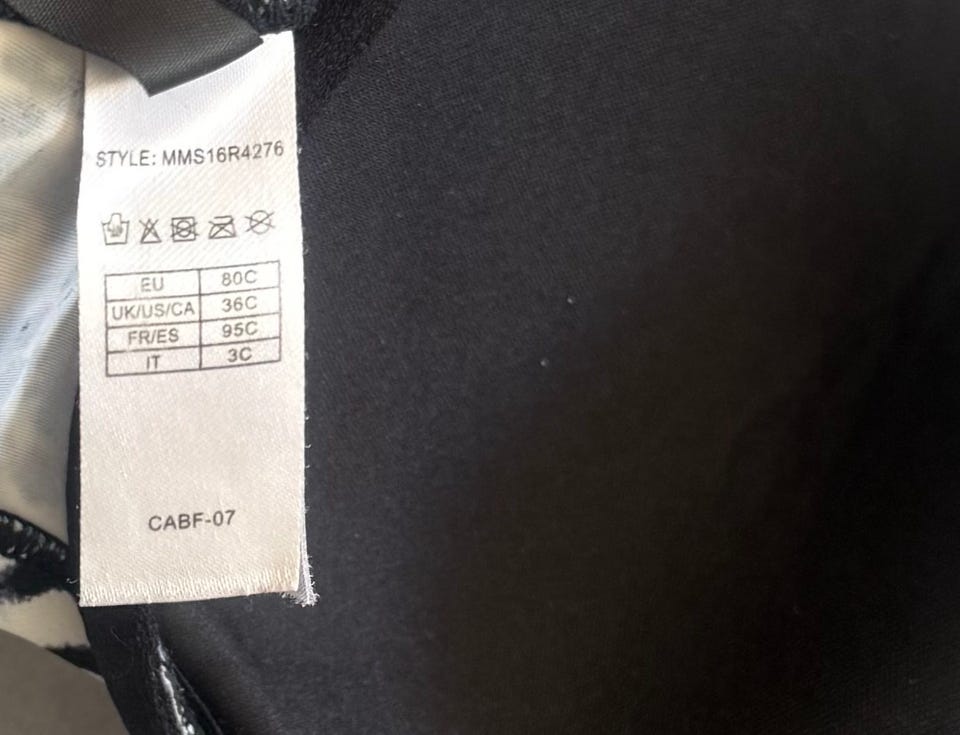 STYLE: MMS16R4276
EU 80C
UK/US/CA 36C
FR/ES 95C
IT 3C
CABF-07